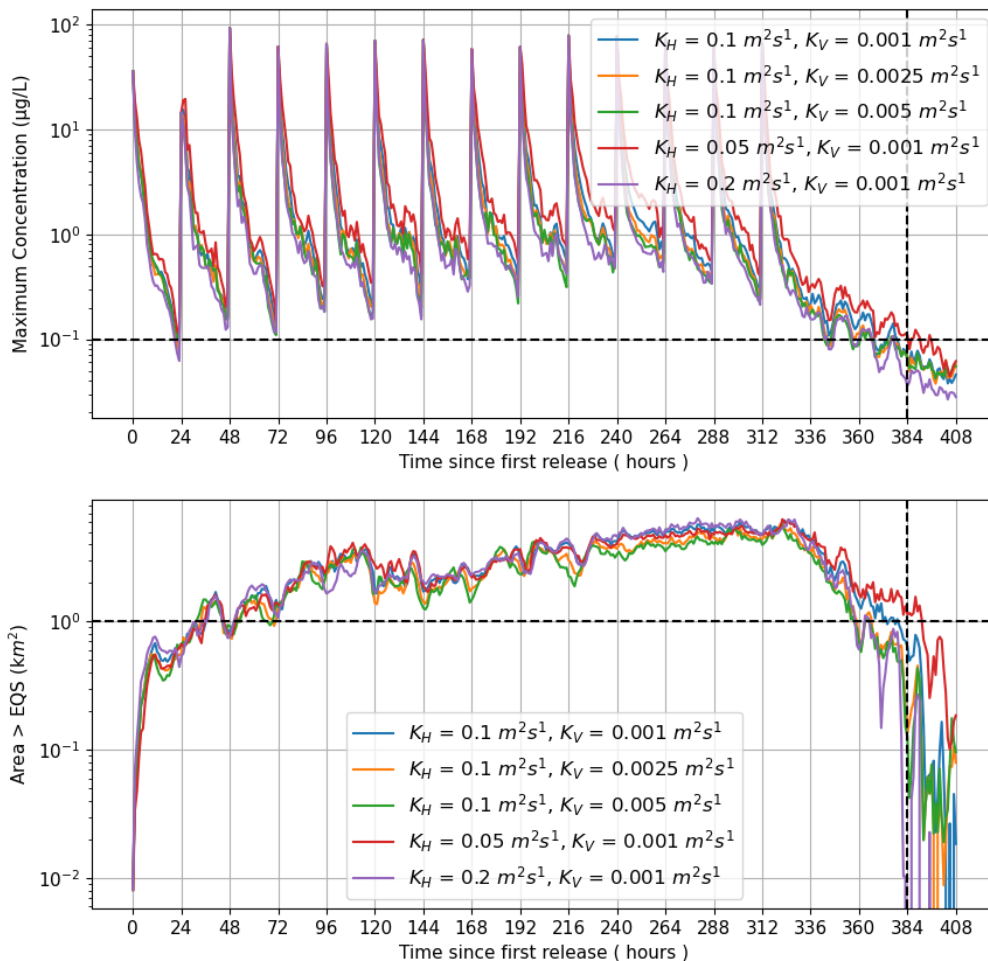 10²
10¹
10⁰
10⁻¹
Maximum Concentration (µg/L)
K_H = 0.1 m²s¹, K_V = 0.001 m²s¹
K_H = 0.1 m²s¹, K_V = 0.0025 m²s¹
K_H = 0.1 m²s¹, K_V = 0.005 m²s¹
K_H = 0.05 m²s¹, K_V = 0.001 m²s¹
K_H = 0.2 m²s¹, K_V = 0.001 m²s¹
0 24 48 72 96 120 144 168 192 216 240 264 288 312 336 360 384 408
Time since first release ( hours )
10⁰
10⁻¹
10⁻²
Area > EQS (km²)
K_H = 0.1 m²s¹, K_V = 0.001 m²s¹
K_H = 0.1 m²s¹, K_V = 0.0025 m²s¹
K_H = 0.1 m²s¹, K_V = 0.005 m²s¹
K_H = 0.05 m²s¹, K_V = 0.001 m²s¹
K_H = 0.2 m²s¹, K_V = 0.001 m²s¹
0 24 48 72 96 120 144 168 192 216 240 264 288 312 336 360 384 408
Time since first release ( hours )